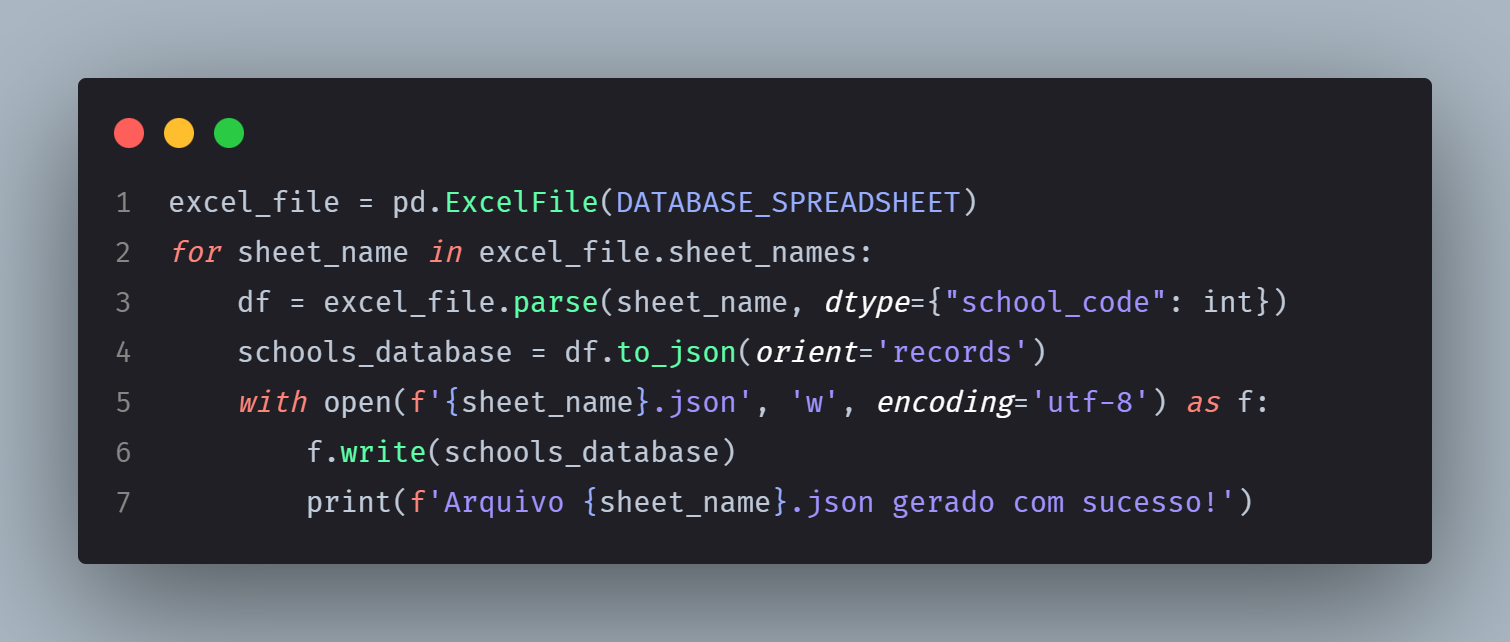 1 excel_file = pd.ExcelFile(DATABASE_SPREADSHEET)
2 for sheet_name in excel_file.sheet_names:
3     df = excel_file.parse(sheet_name, dtype={"school_code": int})
4     schools_database = df.to_json(orient='records')
5     with open(f'{sheet_name}.json', 'w', encoding='utf-8') as f:
6         f.write(schools_database)
7         print(f'Arquivo {sheet_name}.json gerado com sucesso!')